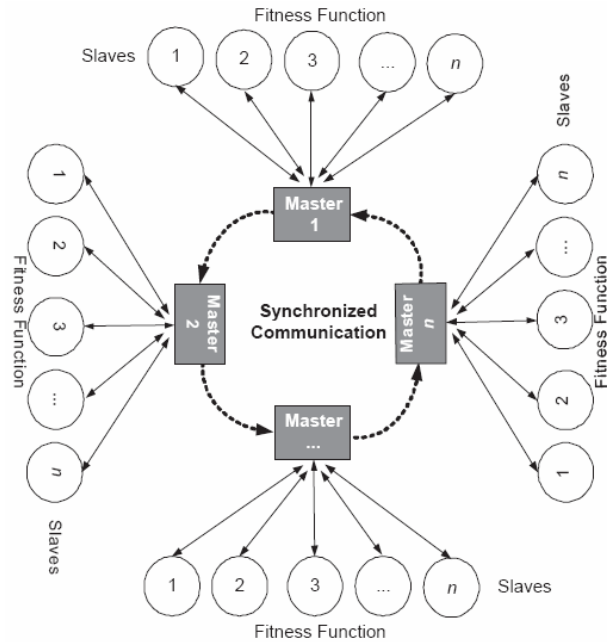 Fitness Function
Slaves
1
2
3
...
n
Master
1
Slaves
n
...
3
2
1
Fitness Function
Master
n
1
2
3
...
n
Fitness Function
Slaves
Master
2
Synchronized
Communication
Master
...
1
2
3
...
n
Slaves
Fitness Function